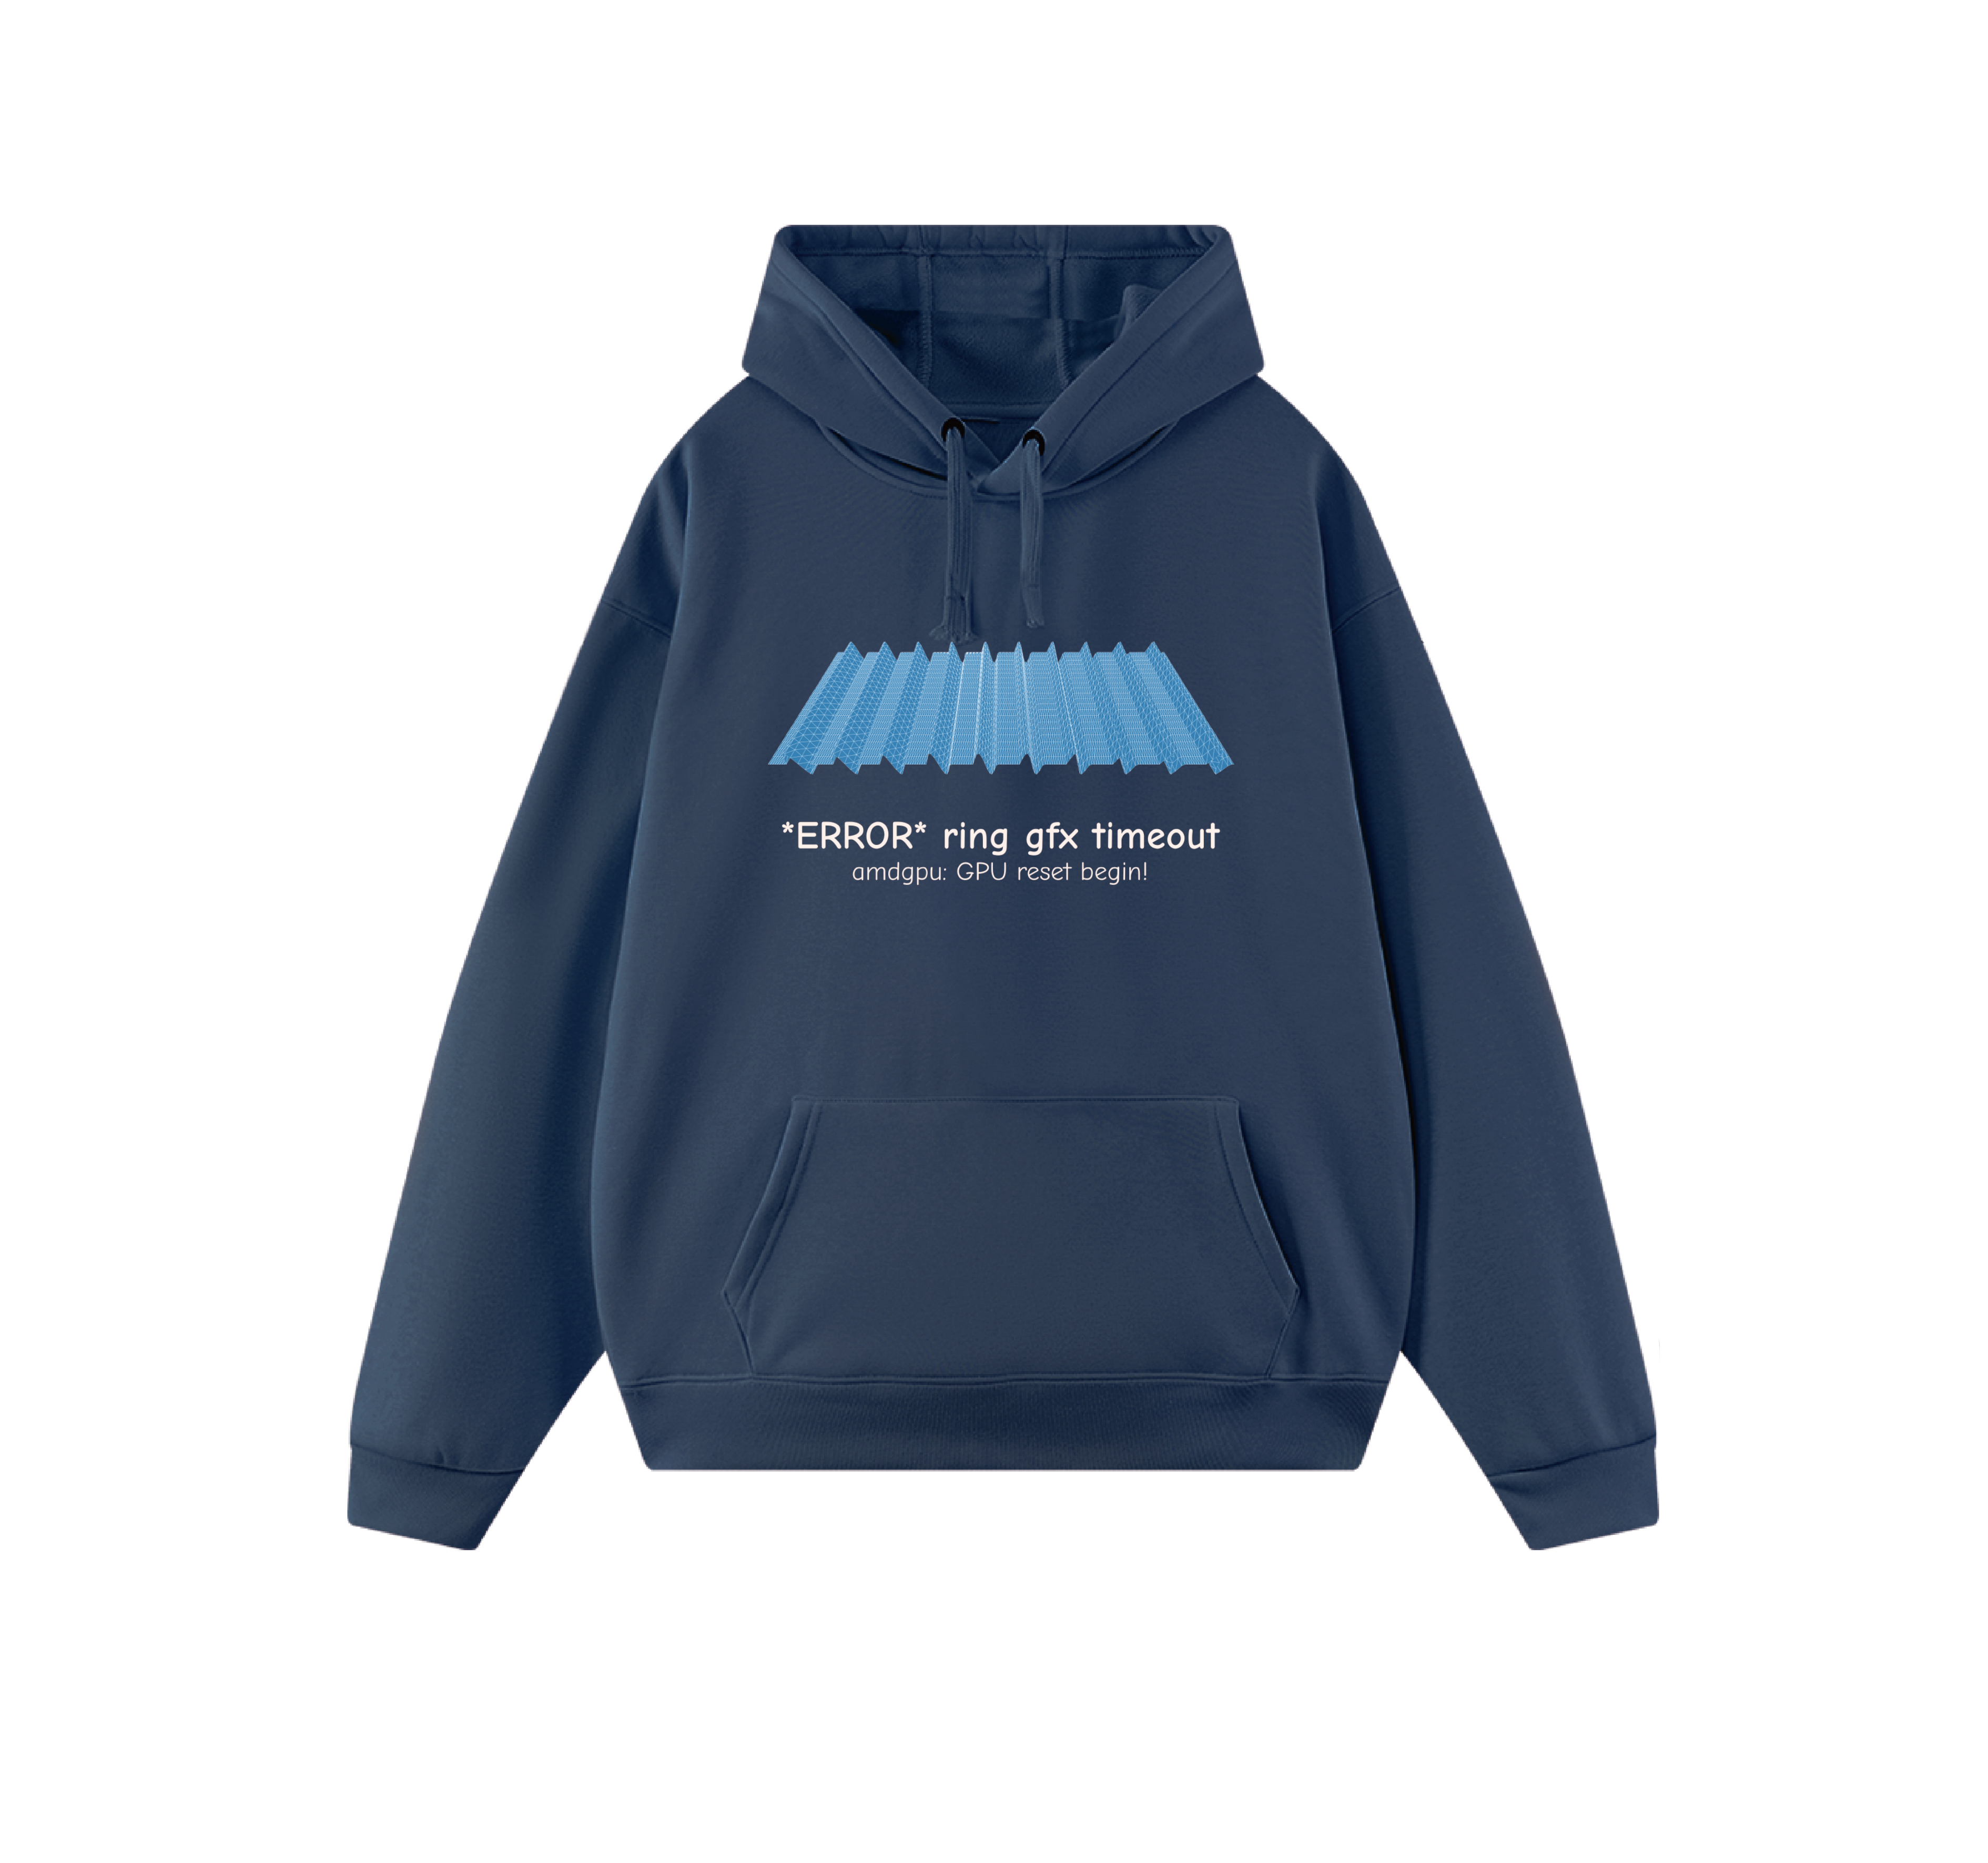 *ERROR* ring gfx timeout
amdgpu: GPU reset begin!